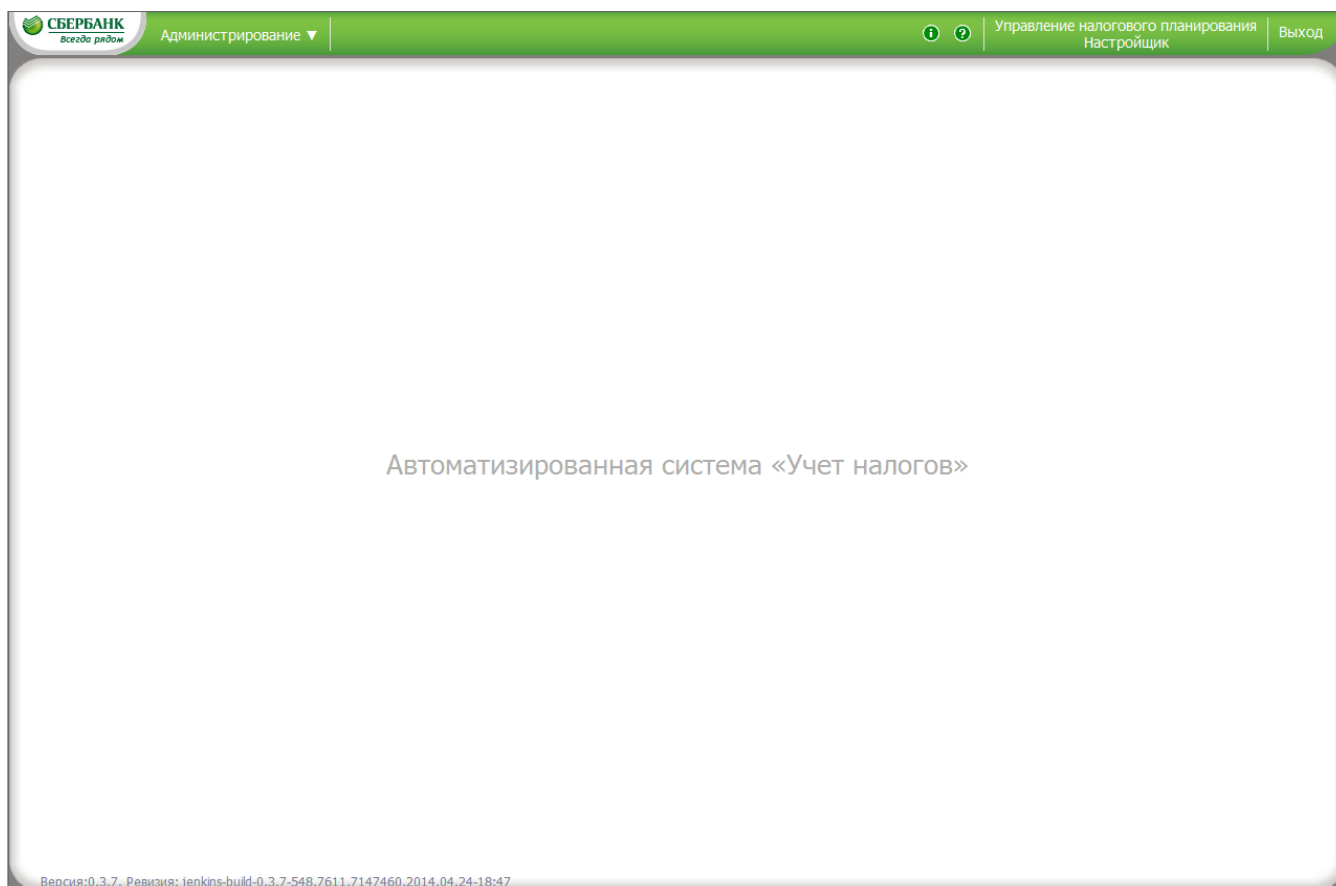 СБЕРБАНК
Всегда рядом
Администрирование ▼
Управление налогового планирования
Настройщик
Выход
Автоматизированная система «Учет налогов»
Версия:0.3.7, Ревизия: jenkins-build-0.3.7-548.7611.7147460.2014.04.24-18:47